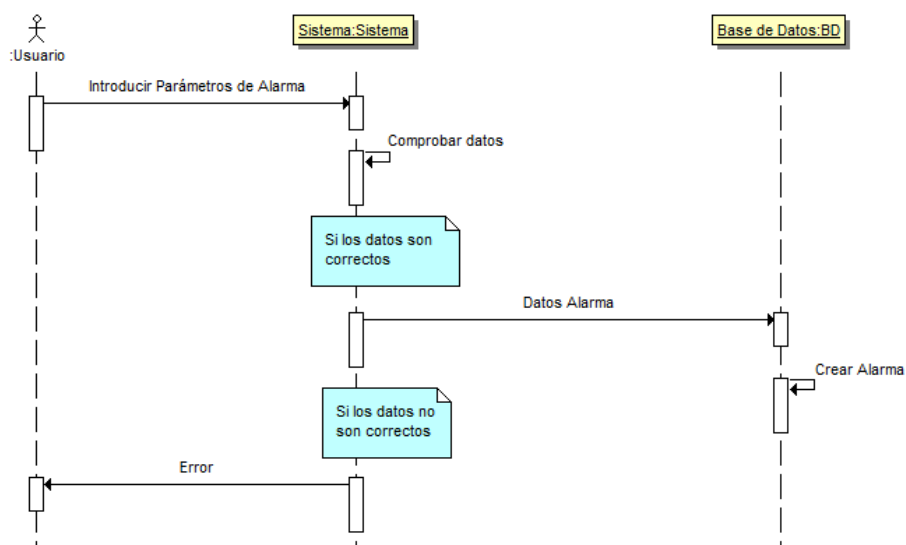 :Usuario
Sistema:Sistema
Base de Datos:BD
Introducir Parámetros de Alarma
Comprobar datos
Si los datos son
correctos
Datos Alarma
Crear Alarma
Si los datos no
son correctos
Error